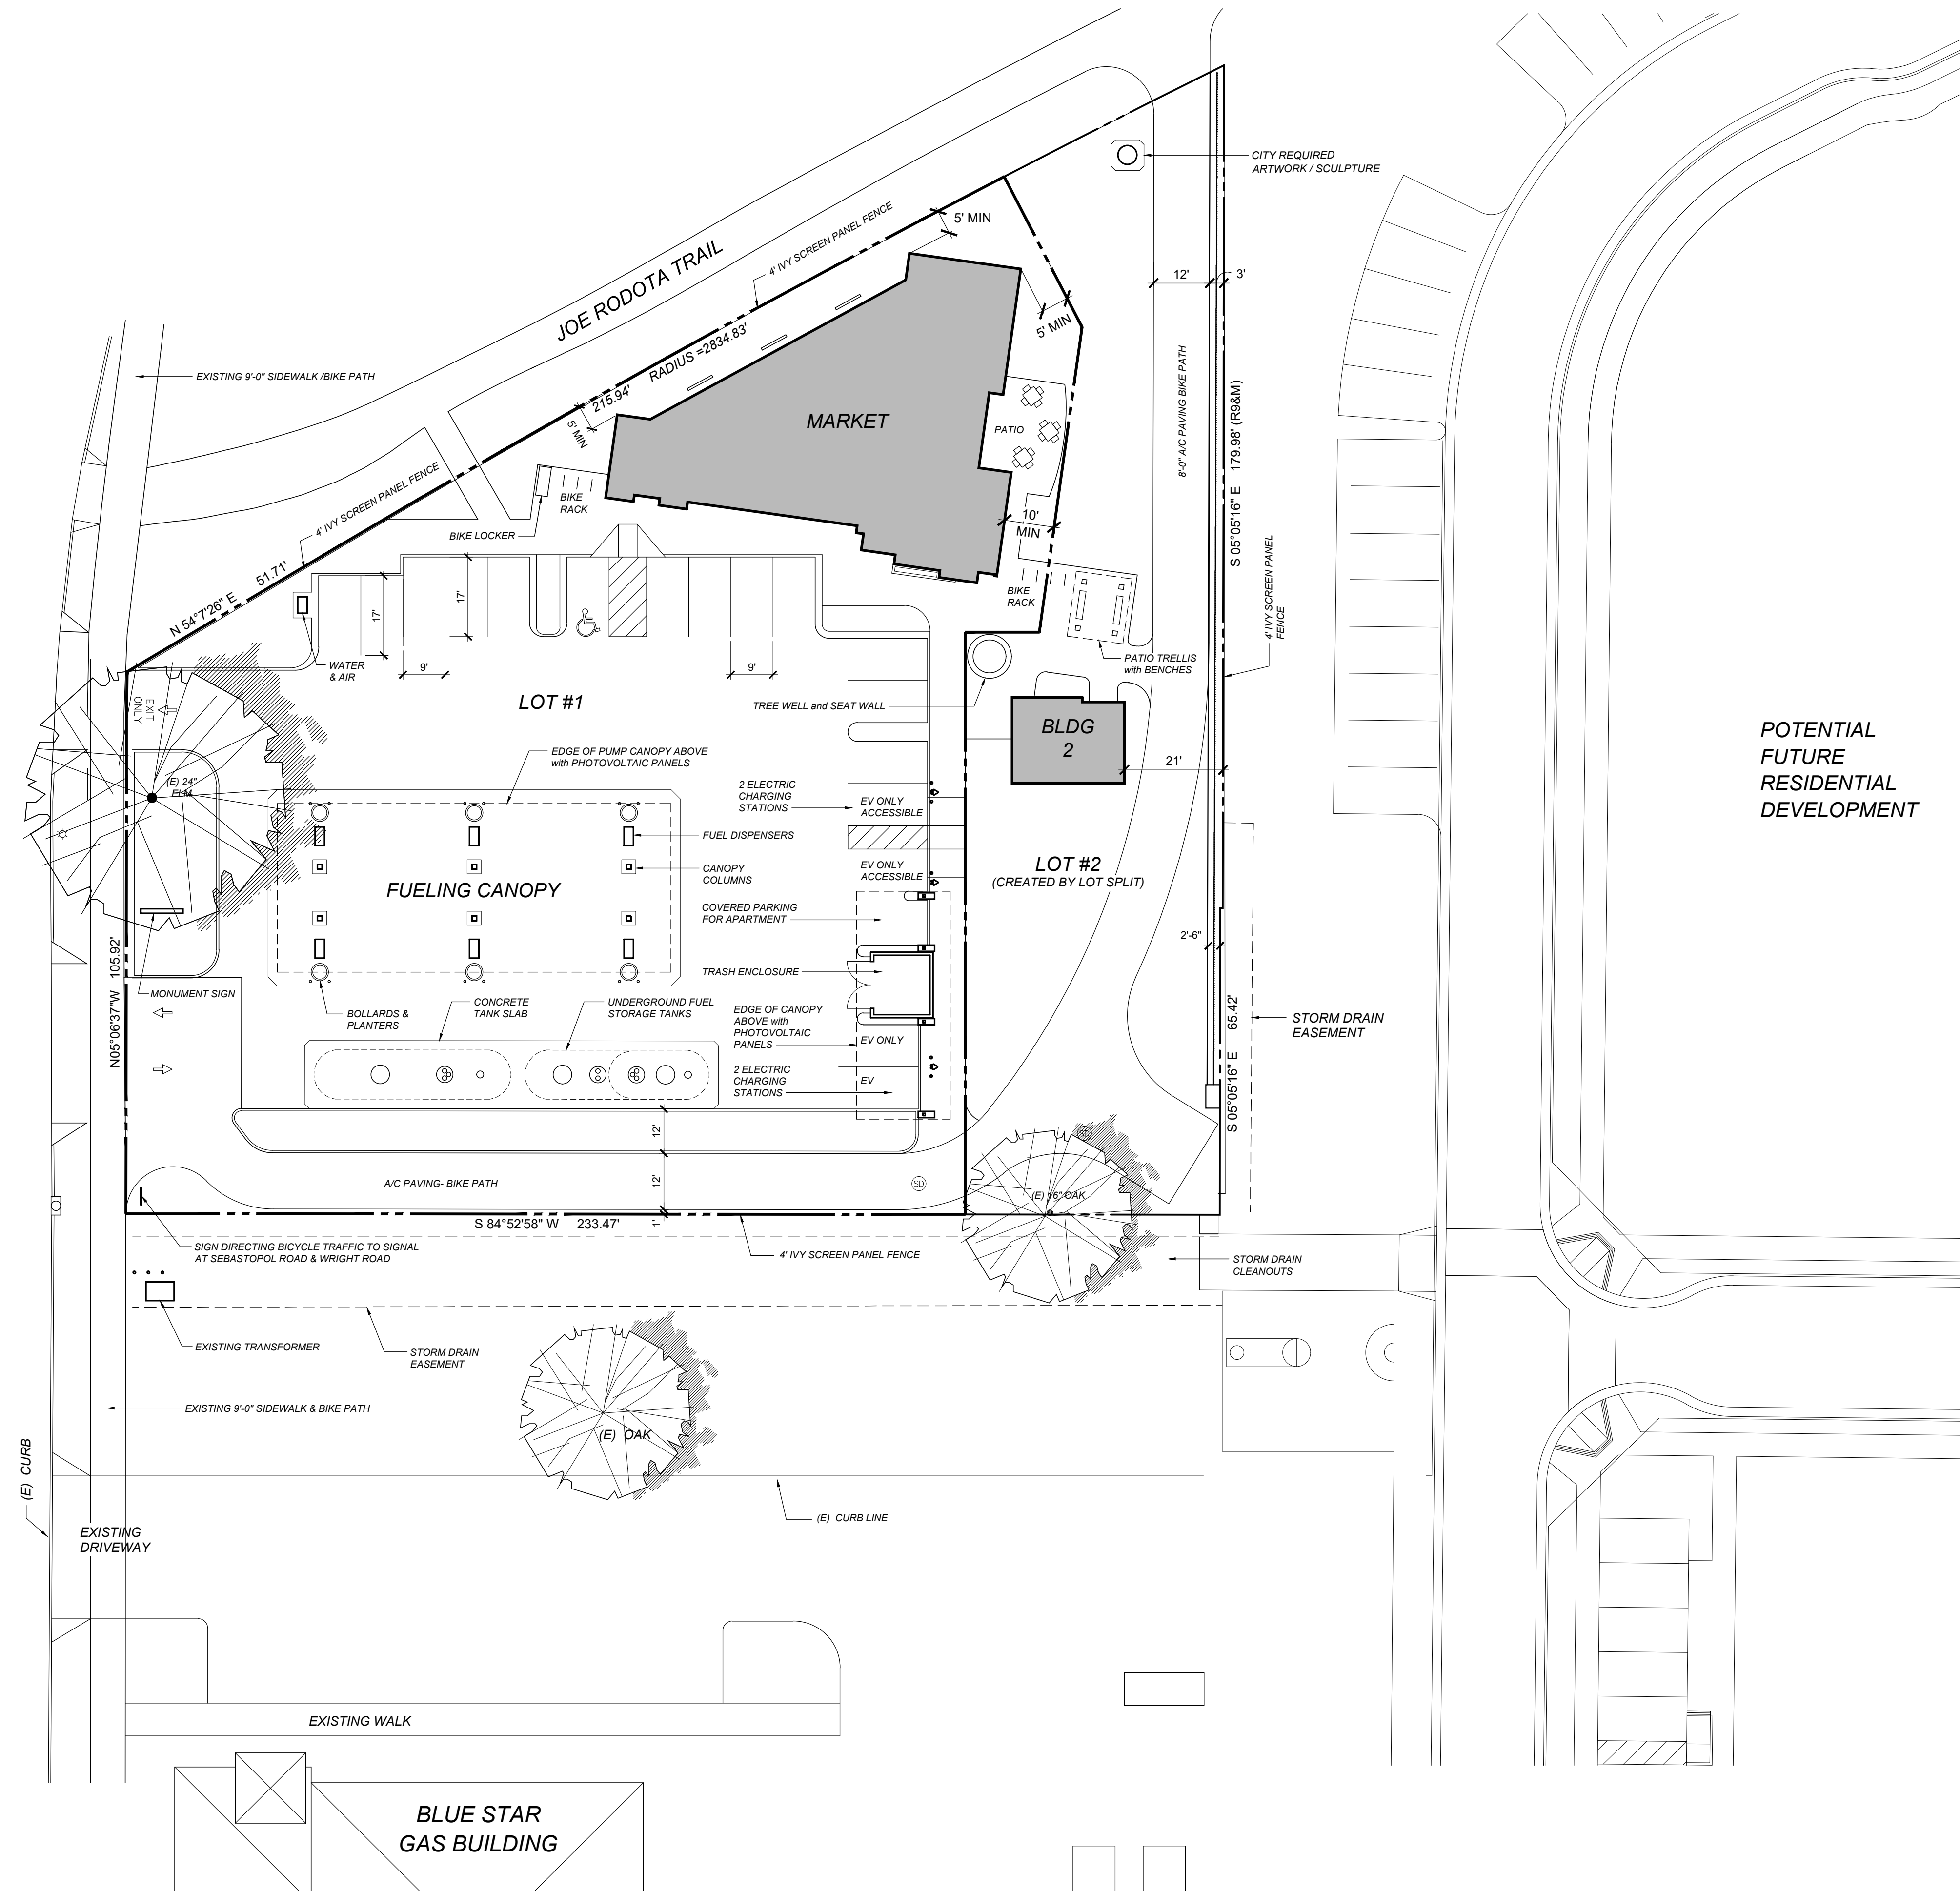 CITY REQUIRED
ARTWORK / SCULPTURE
5' MIN
4' IVY SCREEN PANEL FENCE
JOE RODOTA TRAIL
12'
3'
5' MIN
RADIUS =2834.83'
215.94'
5' MIN
EXISTING 9'-0" SIDEWALK /BIKE PATH
MARKET
PATIO
8'-0" A/C PAVING BIKE PATH
S 05°05'16" E 179.98' (R9&M)
4' IVY SCREEN PANEL FENCE
BIKE
RACK
BIKE LOCKER
10'
MIN
4' IVY SCREEN PANEL
FENCE
51.71'
N 54°7'26" E
17'
17'
BIKE
RACK
WATER
& AIR
9'
9'
PATIO TRELLIS
with BENCHES
LOT #1
TREE WELL and SEAT WALL
EXIT
ONLY
BLDG
2
POTENTIAL
FUTURE
RESIDENTIAL
DEVELOPMENT
EDGE OF PUMP CANOPY ABOVE
with PHOTOVOLTAIC PANELS
21'
(E) 24"
ELM
2 ELECTRIC
CHARGING
STATIONS
EV ONLY
ACCESSIBLE
FUEL DISPENSERS
CANOPY
COLUMNS
EV ONLY
ACCESSIBLE
LOT #2
(CREATED BY LOT SPLIT)
FUELING CANOPY
COVERED PARKING
FOR APARTMENT
2'-6"
N05°06'37"W 105.92'
TRASH ENCLOSURE
MONUMENT SIGN
BOLLARDS &
PLANTERS
CONCRETE
TANK SLAB
UNDERGROUND FUEL
STORAGE TANKS
EDGE OF CANOPY
ABOVE with
PHOTOVOLTAIC
PANELS
EV ONLY
S 05°05'16" E 65.42'
STORM DRAIN
EASEMENT
2 ELECTRIC
CHARGING
STATIONS
EV
12'
SD
A/C PAVING- BIKE PATH
12'
SD
(E) 16" OAK
S 84°52'58" W 233.47'
1'
SIGN DIRECTING BICYCLE TRAFFIC TO SIGNAL
AT SEBASTOPOL ROAD & WRIGHT ROAD
4' IVY SCREEN PANEL FENCE
STORM DRAIN
CLEANOUTS
EXISTING TRANSFORMER
STORM DRAIN
EASEMENT
EXISTING 9'-0" SIDEWALK & BIKE PATH
(E) OAK
(E) CURB
(E) CURB LINE
EXISTING
DRIVEWAY
EXISTING WALK
BLUE STAR
GAS BUILDING